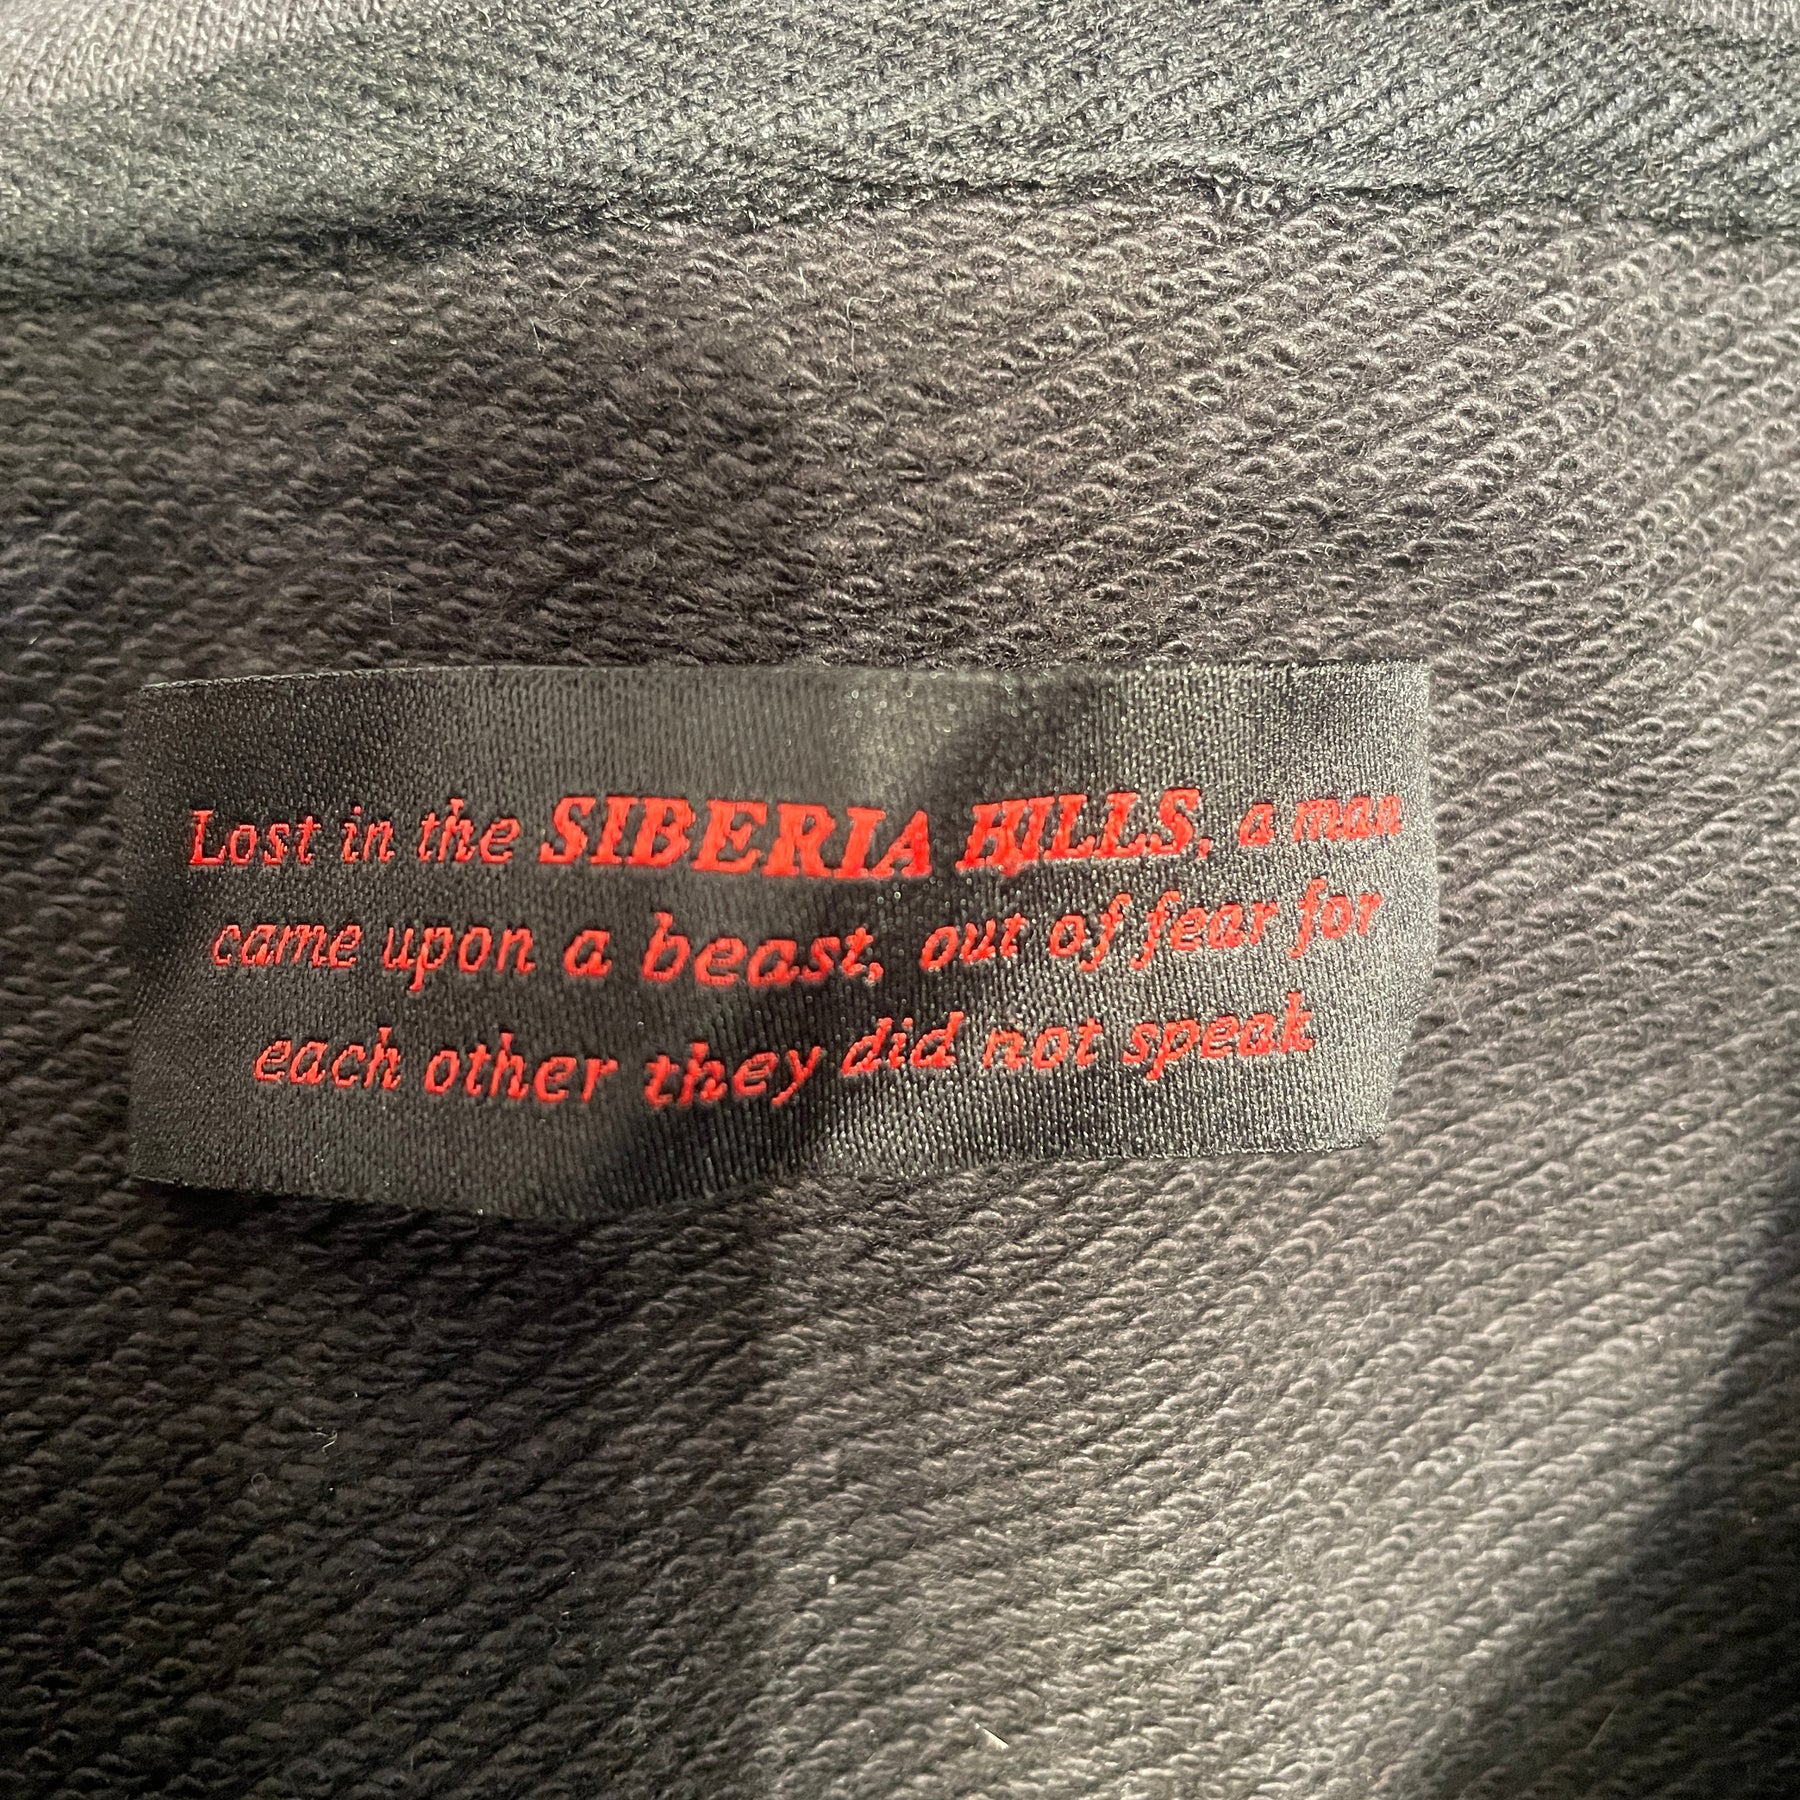 Lost in the SIBERIA HILLS, a man
came upon a beast, out of fear for
each other they did not speak